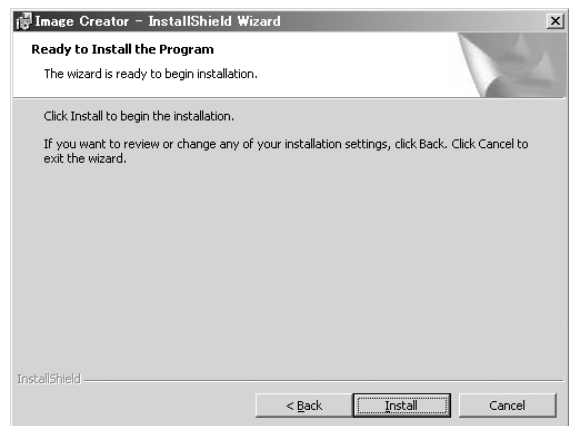 Image Creator - InstallShield Wizard
Ready to Install the Program
The wizard is ready to begin installation.
Click Install to begin the installation.
If you want to review or change any of your installation settings, click Back. Click Cancel to
exit the wizard.
InstallShield
< Back
Install
Cancel